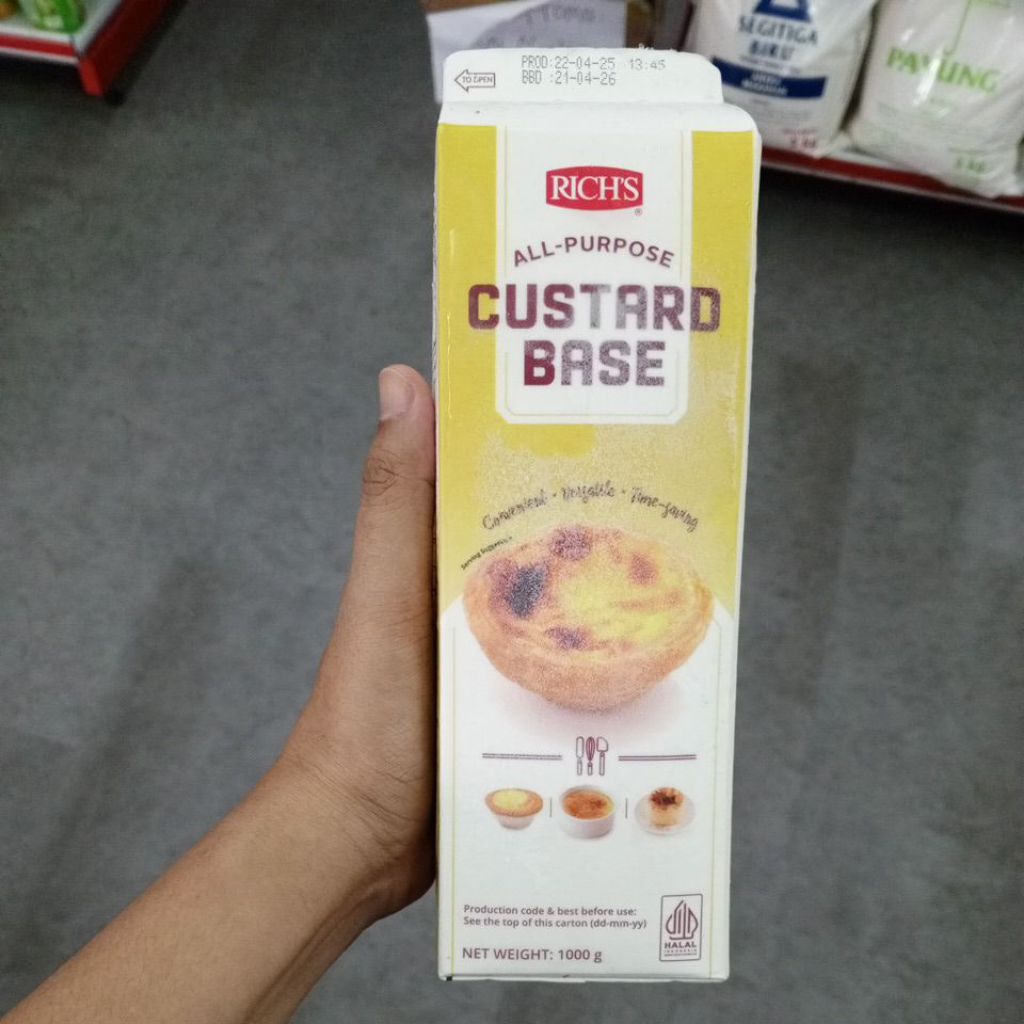 PROD:22-04-25 13:45
BBD :21-04-26
TO OPEN
RICH'S
®
ALL-PURPOSE
CUSTARD
BASE
Convenient • Versatile • Time-saving
Serving Suggestion
Production code & best before use:
See the top of this carton (dd-mm-yy)
NET WEIGHT: 1000 g
HALAL
INDONESIA
SEGITIGA
BIRU
PAYUNG